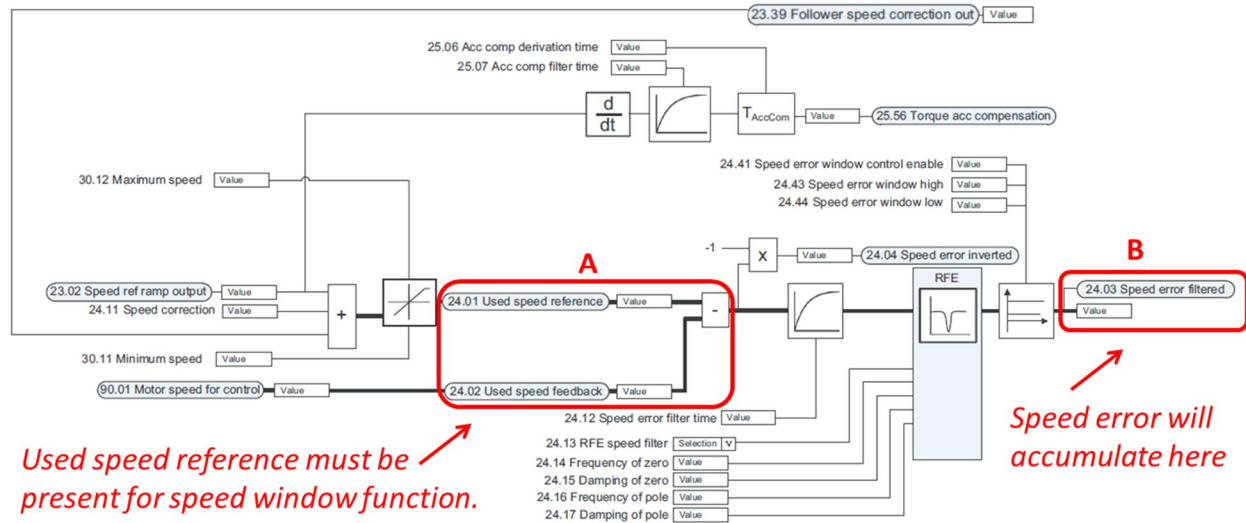 23.39 Follower speed correction out Value
25.06 Acc comp derivation time Value
25.07 Acc comp filter time Value
d
dt
TAccCom
Value
25.56 Torque acc compensation
24.41 Speed error window control enable Value
24.43 Speed error window high Value
24.44 Speed error window low Value
30.12 Maximum speed Value
-1
x
Value
24.04 Speed error inverted
A
B
RFE
23.02 Speed ref ramp output Value
24.11 Speed correction Value
+
24.01 Used speed reference Value
-
24.03 Speed error filtered
Value
30.11 Minimum speed Value
90.01 Motor speed for control Value
24.02 Used speed feedback Value
24.12 Speed error filter time Value
24.13 RFE speed filter Selection V
24.14 Frequency of zero Value
24.15 Damping of zero Value
24.16 Frequency of pole Value
24.17 Damping of pole Value
Used speed reference must be
present for speed window function.
Speed error will
accumulate here